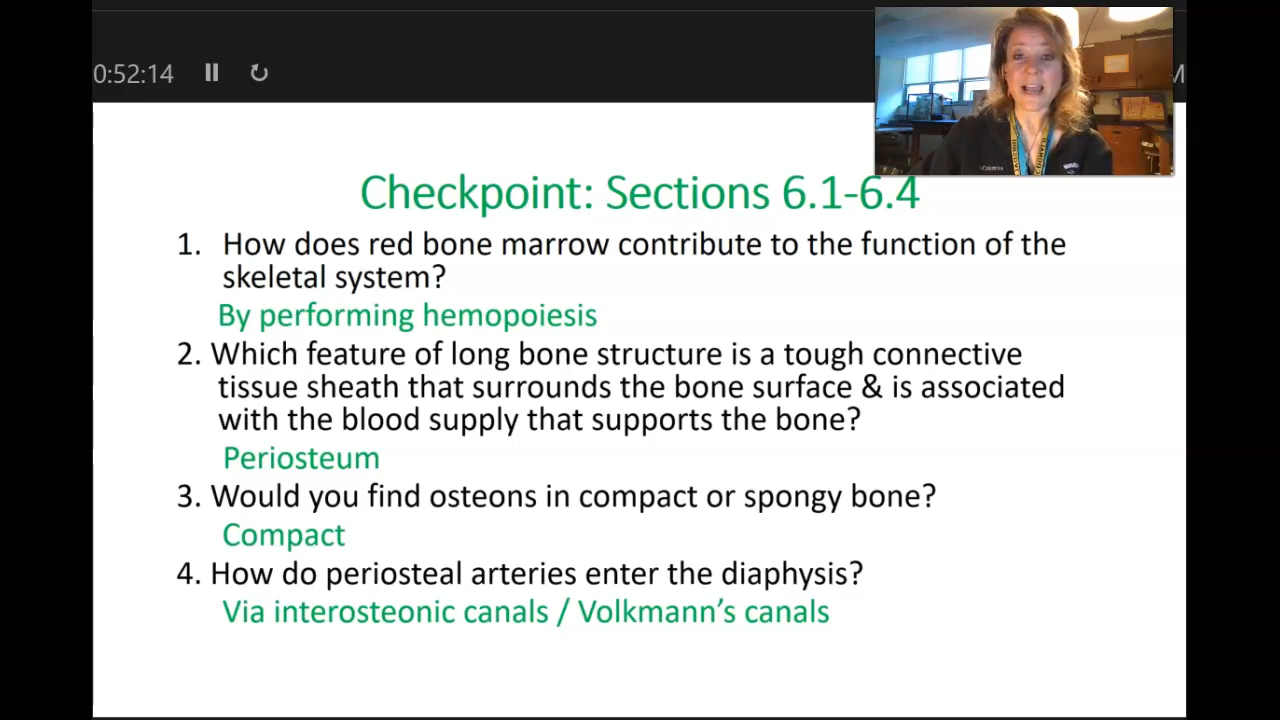 0:52:14
M
Checkpoint: Sections 6.1-6.4
1. How does red bone marrow contribute to the function of the
skeletal system?
By performing hemopoiesis
2. Which feature of long bone structure is a tough connective
tissue sheath that surrounds the bone surface & is associated
with the blood supply that supports the bone?
Periosteum
3. Would you find osteons in compact or spongy bone?
Compact
4. How do periosteal arteries enter the diaphysis?
Via interosteonic canals / Volkmann's canals